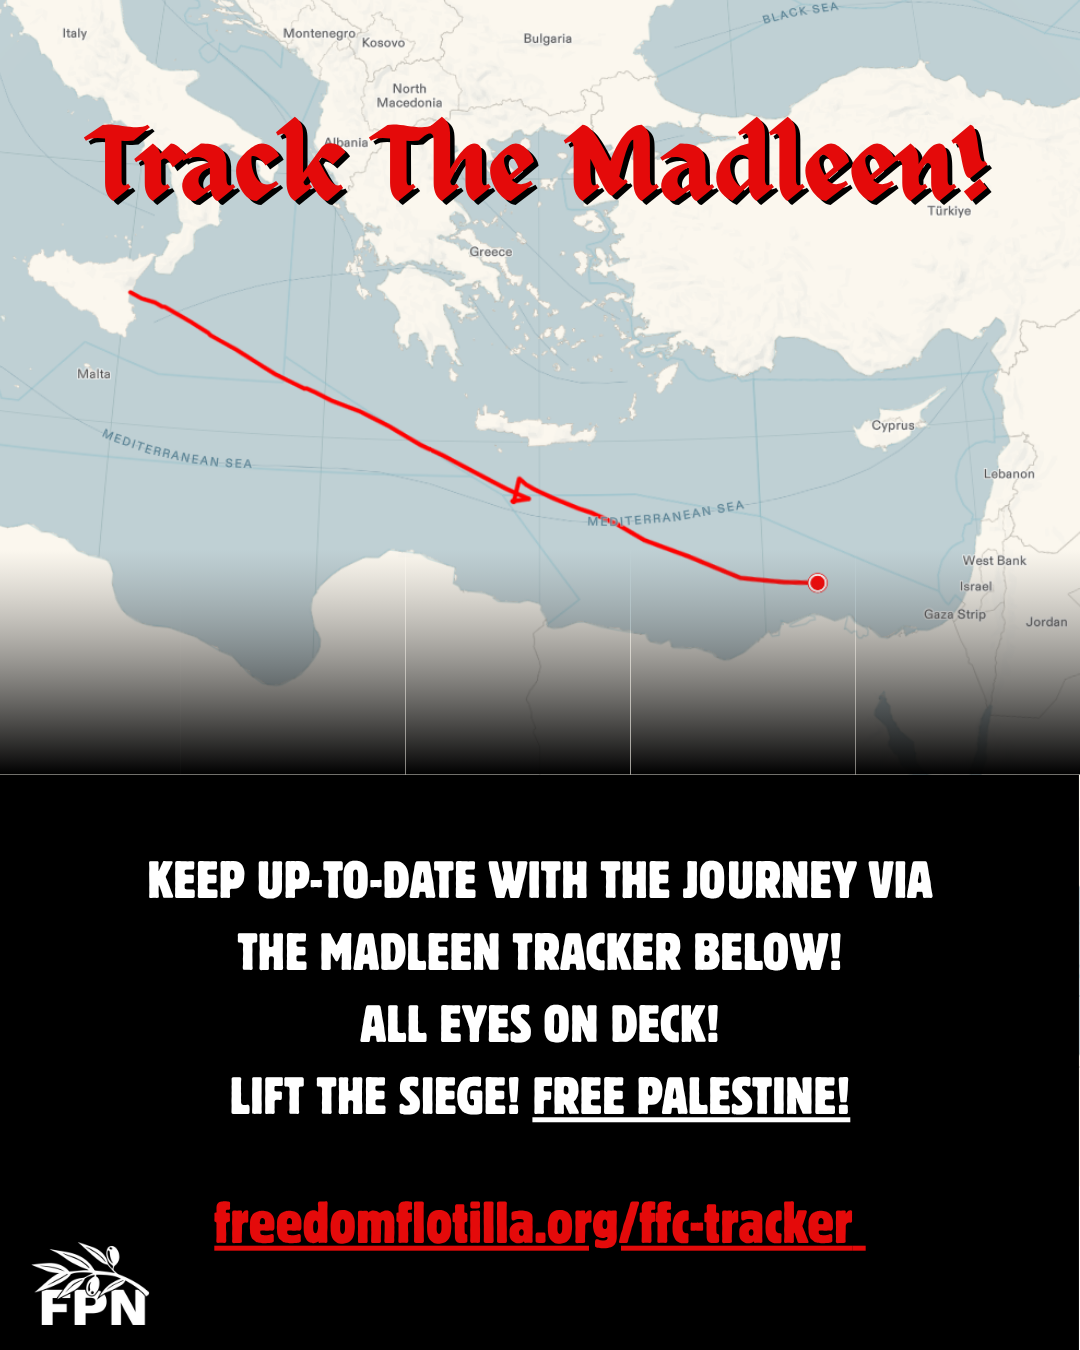 BLACK SEA
Italy
Montenegro
Kosovo
Bulgaria
North
Macedonia
Albania
Track The Madleen!
Türkiye
Greece
Malta
Cyprus
MEDITERRANEAN SEA
Lebanon
MEDITERRANEAN SEA
West Bank
Israel
Gaza Strip
Jordan
KEEP UP-TO-DATE WITH THE JOURNEY VIA
THE MADLEEN TRACKER BELOW!
ALL EYES ON DECK!
LIFT THE SIEGE! FREE PALESTINE!
freedomflotilla.org/ffc-tracker
FPN